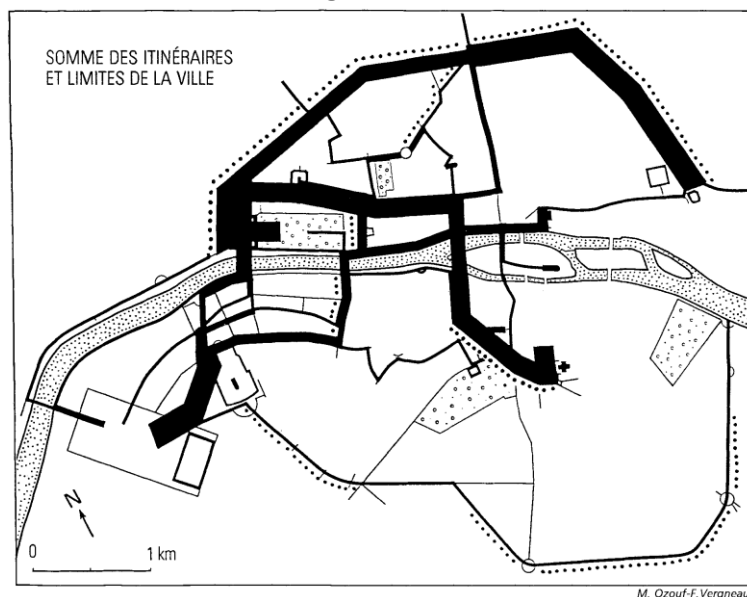 SOMME DES ITINÉRAIRES
ET LIMITES DE LA VILLE
N
0 1 km
M. Ozouf-F. Vergneau